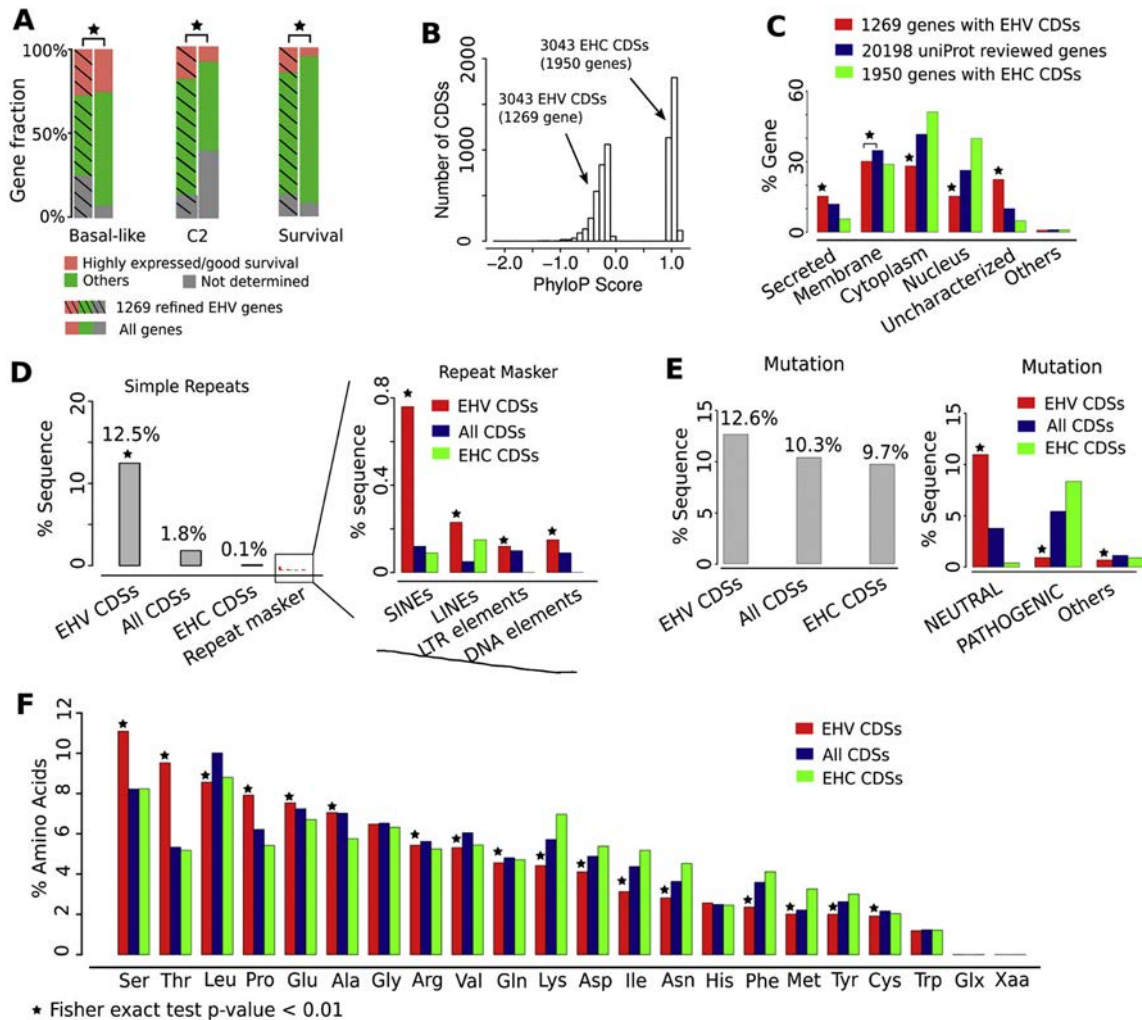 A
100%
50%
0%
Gene fraction
Basal-like
C2
Survival
Highly expressed/good survival
Others
Not determined
1269 refined EHV genes
All genes
B
3043 EHC CDSs
(1950 genes)
3043 EHV CDSs
(1269 gene)
Number of CDSs
2000
1000
0
-2.0
-1.0
0.0
1.0
PhyloP Score
C
1269 genes with EHV CDSs
20198 uniProt reviewed genes
1950 genes with EHC CDSs
% Gene
60
30
0
Secreted
Membrane
Cytoplasm
Nucleus
Uncharacterized
Others
D
Simple Repeats
% Sequence
20
15
10
5
0
12.5%
1.8%
0.1%
EHV CDSs
All CDSs
EHC CDSs
Repeat masker
Repeat Masker
% sequence
0.8
0.4
0
EHV CDSs
All CDSs
EHC CDSs
SINEs
LINEs
LTR elements
DNA elements
E
Mutation
% Sequence
15
10
5
0
12.6%
10.3%
9.7%
EHV CDSs
All CDSs
EHC CDSs
Mutation
% Sequence
15
10
5
0
EHV CDSs
All CDSs
EHC CDSs
NEUTRAL
PATHOGENIC
Others
F
% Amino Acids
12
10
8
6
4
2
0
EHV CDSs
All CDSs
EHC CDSs
Ser Thr Leu Pro Glu Ala Gly Arg Val Gln Lys Asp Ile Asn His Phe Met Tyr Cys Trp Glx Xaa
★ Fisher exact test p-value < 0.01